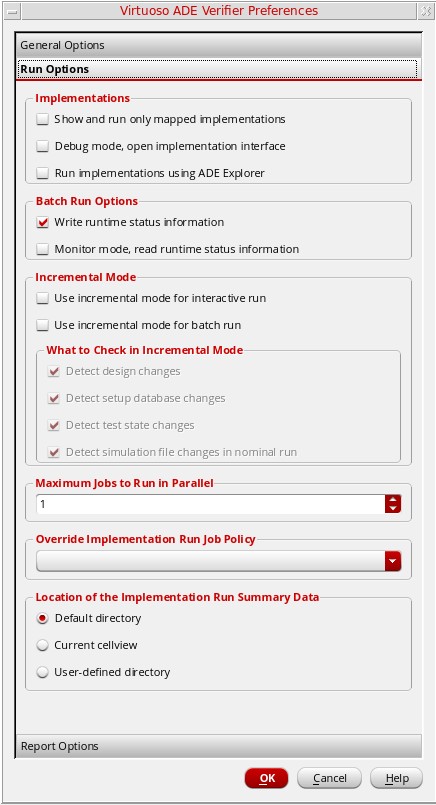 Virtuoso ADE Verifier Preferences
General Options
Run Options
Implementations
Show and run only mapped implementations
Debug mode, open implementation interface
Run implementations using ADE Explorer
Batch Run Options
Write runtime status information
Monitor mode, read runtime status information
Incremental Mode
Use incremental mode for interactive run
Use incremental mode for batch run
What to Check in Incremental Mode
Detect design changes
Detect setup database changes
Detect test state changes
Detect simulation file changes in nominal run
Maximum Jobs to Run in Parallel
1
Override Implementation Run Job Policy
Location of the Implementation Run Summary Data
Default directory
Current cellview
User-defined directory
Report Options
OK Cancel Help